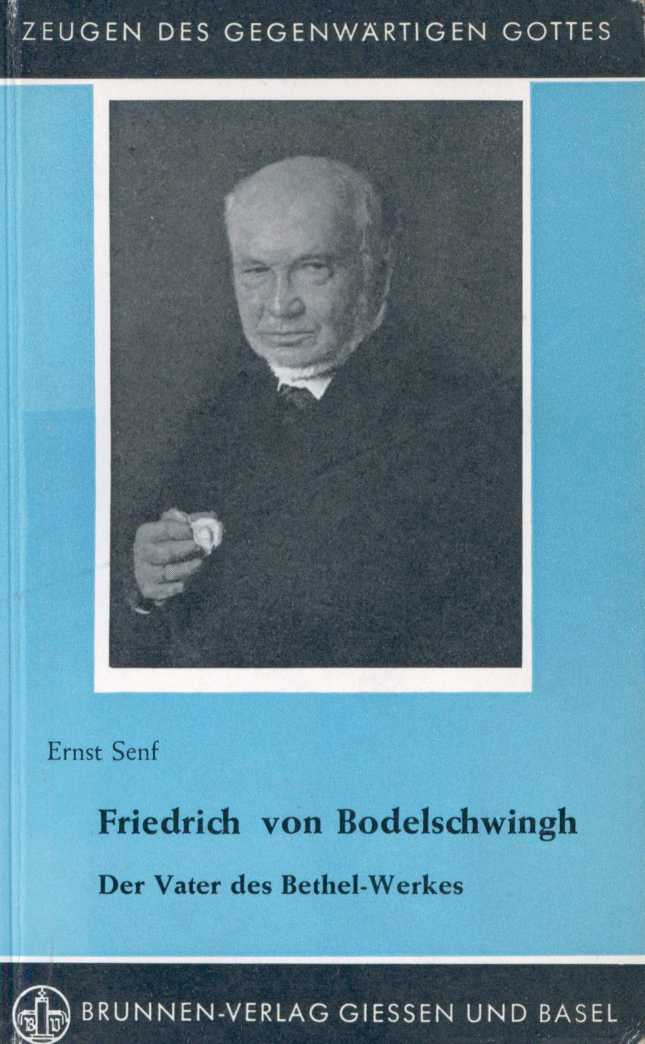 ZEUGEN DES GEGENWÄRTIGEN GOTTES
Ernst Senf
Friedrich von Bodelschwingh
Der Vater des Bethel-Werkes
B V
BRUNNEN-VERLAG GIESSEN UND BASEL